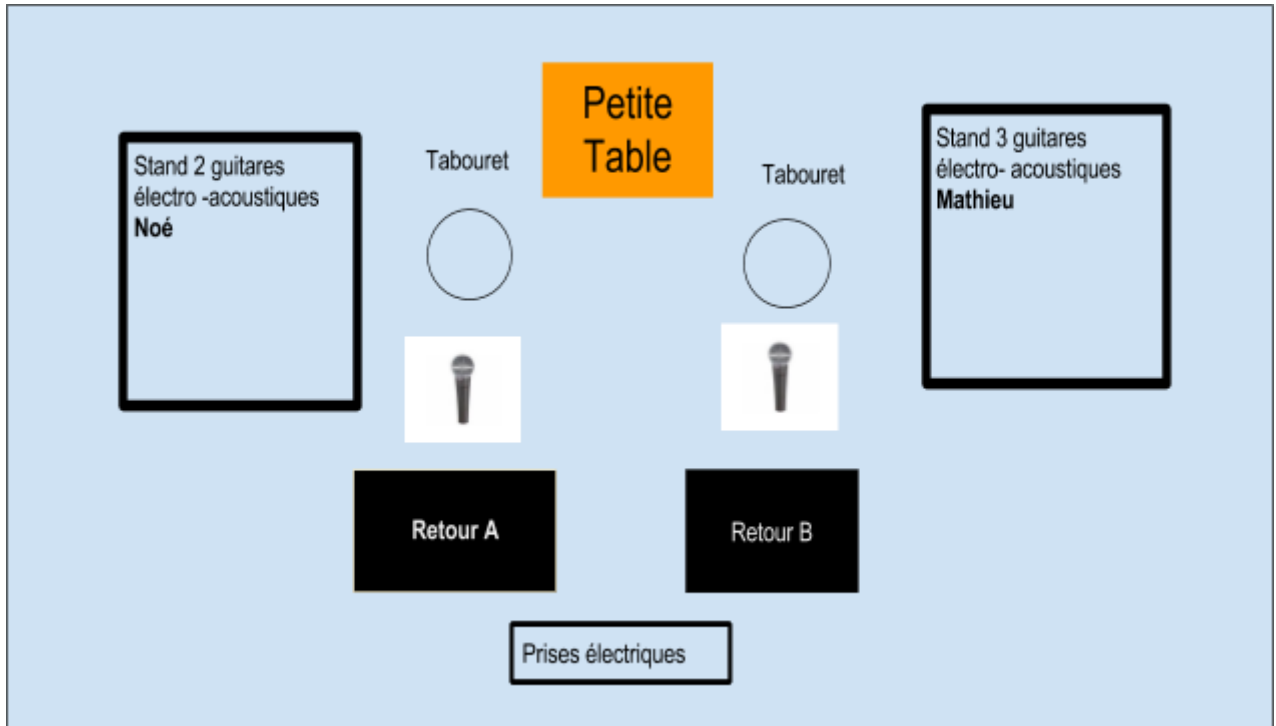 Petite
Table
Stand 2 guitares
électro -acoustiques
Noé
Tabouret
Tabouret
Stand 3 guitares
électro- acoustiques
Mathieu
Retour A
Retour B
Prises électriques